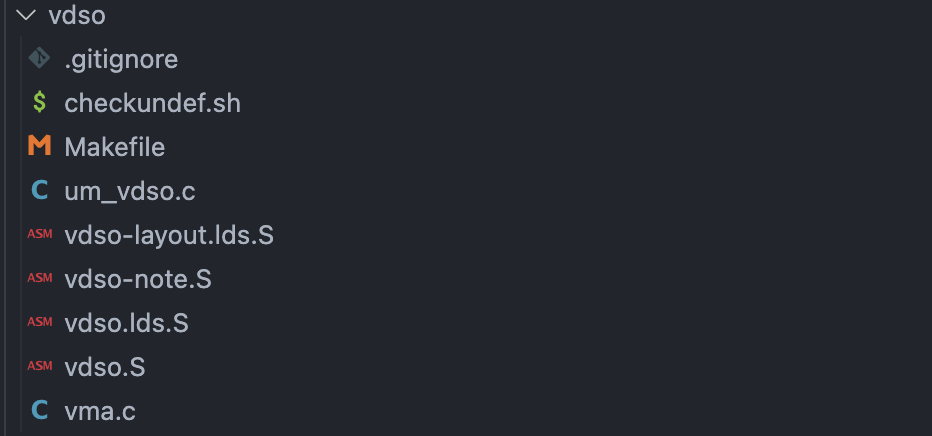 vdso
.gitignore
$ checkundef.sh
M Makefile
C um_vdso.c
ASM vdso-layout.lds.S
ASM vdso-note.S
ASM vdso.lds.S
ASM vdso.S
C vma.c